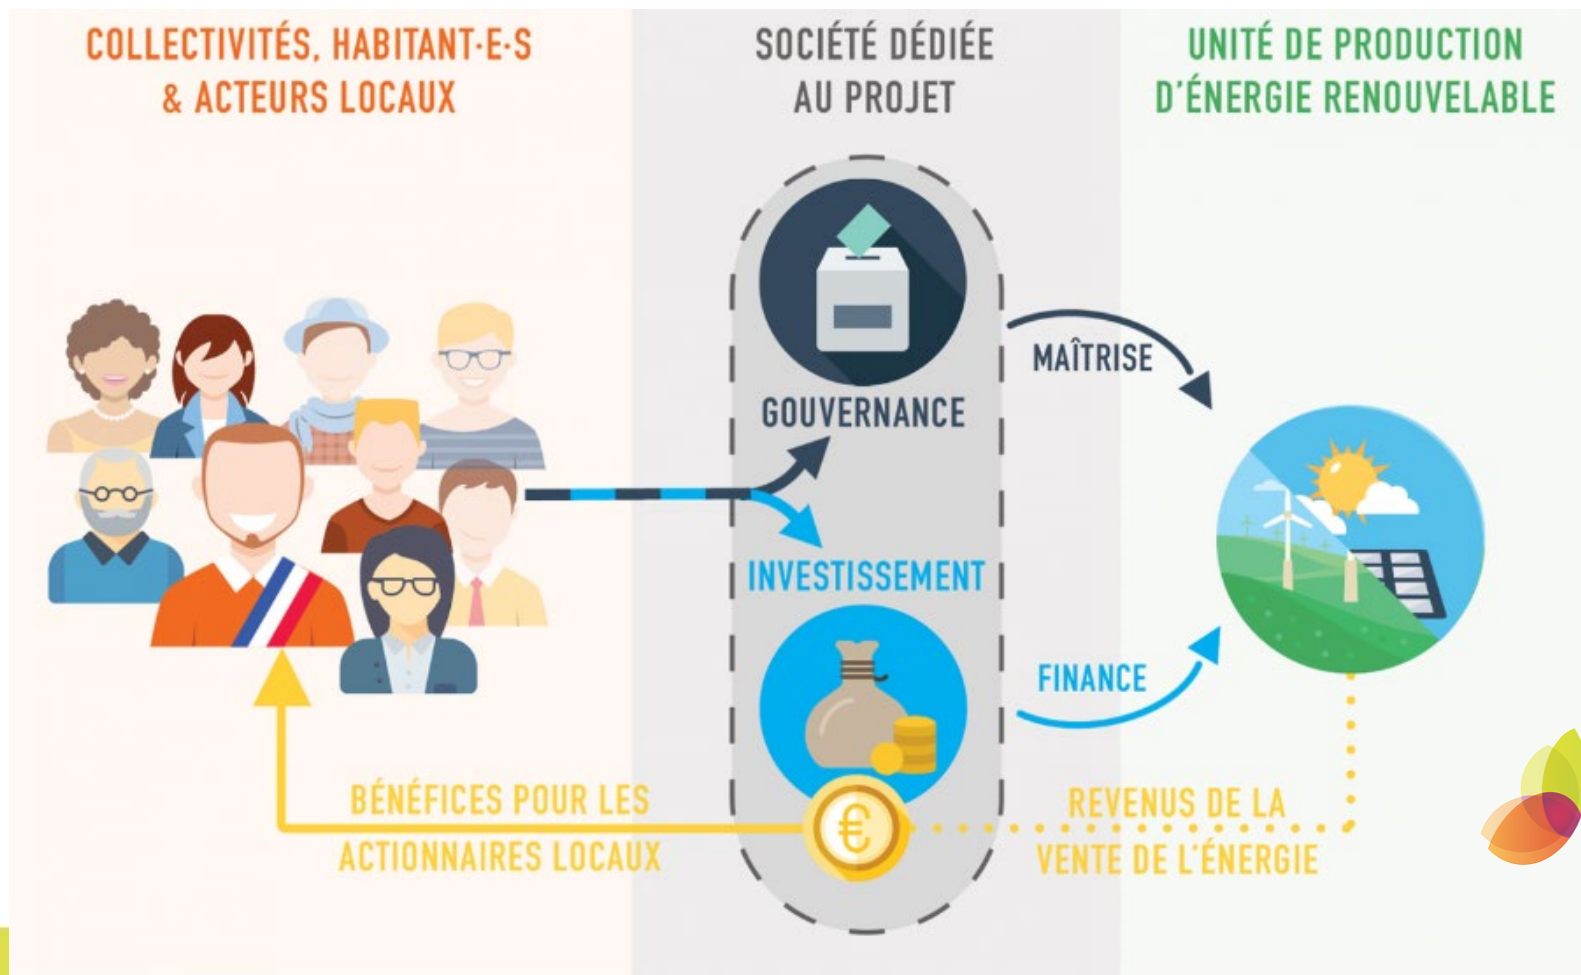 COLLECTIVITÉS, HABITANT·E·S
& ACTEURS LOCAUX
SOCIÉTÉ DÉDIÉE
AU PROJET
UNITÉ DE PRODUCTION
D'ÉNERGIE RENOUVELABLE
MAÎTRISE
GOUVERNANCE
INVESTISSEMENT
FINANCE
€
BÉNÉFICES POUR LES
ACTIONNAIRES LOCAUX
REVENUS DE LA
VENTE DE L'ÉNERGIE